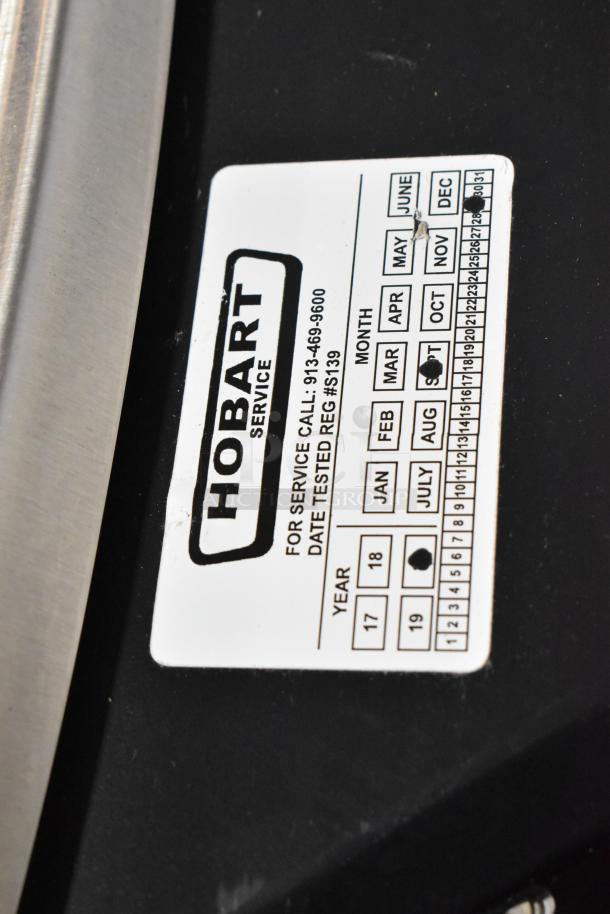 HOBART
SERVICE
FOR SERVICE CALL: 913-469-9600
DATE TESTED REG #S139
YEAR MONTH
17 18 JAN FEB MAR APR MAY JUNE
19 JULY AUG OCT NOV DEC
1 2 3 4 5 6 7 8 9 10 11 12 13 14 15 16 17 18 19 20 21 22 23 24 25 26 27 28 30 31